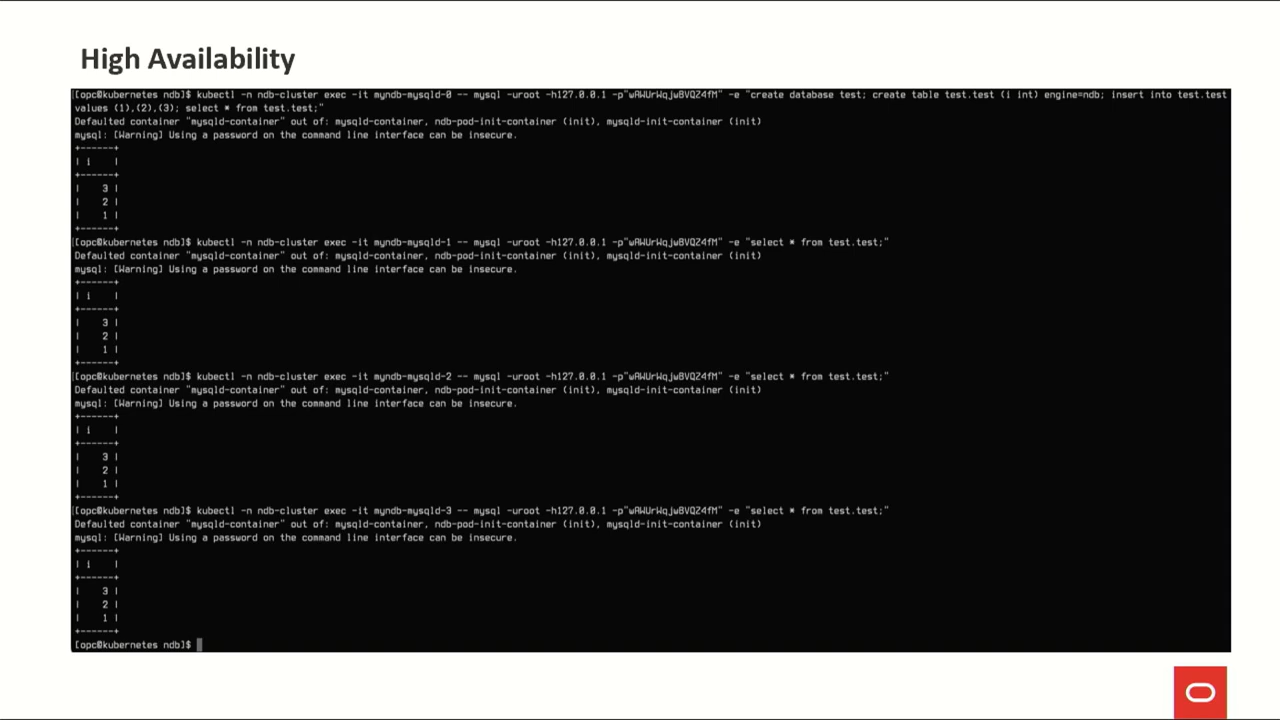 High Availability
[opc@kubernetes ndb]$ kubectl -n ndb-cluster exec -it myndb-mysqld-0 -- mysql -uroot -h127.0.0.1 -p"wAWUrWqjwBVQZ4fM" -e "create database test; create table test.test (i int) engine=ndb; insert into test.test
values (1),(2),(3); select * from test.test;"
Defaulted container "mysqld-container" out of: mysqld-container, ndb-pod-init-container (init), mysqld-init-container (init)
mysql: [Warning] Using a password on the command line interface can be insecure.
+------+
| i    |
+------+
|    3 |
|    2 |
|    1 |
+------+
[opc@kubernetes ndb]$ kubectl -n ndb-cluster exec -it myndb-mysqld-1 -- mysql -uroot -h127.0.0.1 -p"wAWUrWqjwBVQZ4fM" -e "select * from test.test;"
Defaulted container "mysqld-container" out of: mysqld-container, ndb-pod-init-container (init), mysqld-init-container (init)
mysql: [Warning] Using a password on the command line interface can be insecure.
+------+
| i    |
+------+
|    3 |
|    2 |
|    1 |
+------+
[opc@kubernetes ndb]$ kubectl -n ndb-cluster exec -it myndb-mysqld-2 -- mysql -uroot -h127.0.0.1 -p"wAWUrWqjwBVQZ4fM" -e "select * from test.test;"
Defaulted container "mysqld-container" out of: mysqld-container, ndb-pod-init-container (init), mysqld-init-container (init)
mysql: [Warning] Using a password on the command line interface can be insecure.
+------+
| i    |
+------+
|    3 |
|    2 |
|    1 |
+------+
[opc@kubernetes ndb]$ kubectl -n ndb-cluster exec -it myndb-mysqld-3 -- mysql -uroot -h127.0.0.1 -p"wAWUrWqjwBVQZ4fM" -e "select * from test.test;"
Defaulted container "mysqld-container" out of: mysqld-container, ndb-pod-init-container (init), mysqld-init-container (init)
mysql: [Warning] Using a password on the command line interface can be insecure.
+------+
| i    |
+------+
|    3 |
|    2 |
|    1 |
+------+
[opc@kubernetes ndb]$